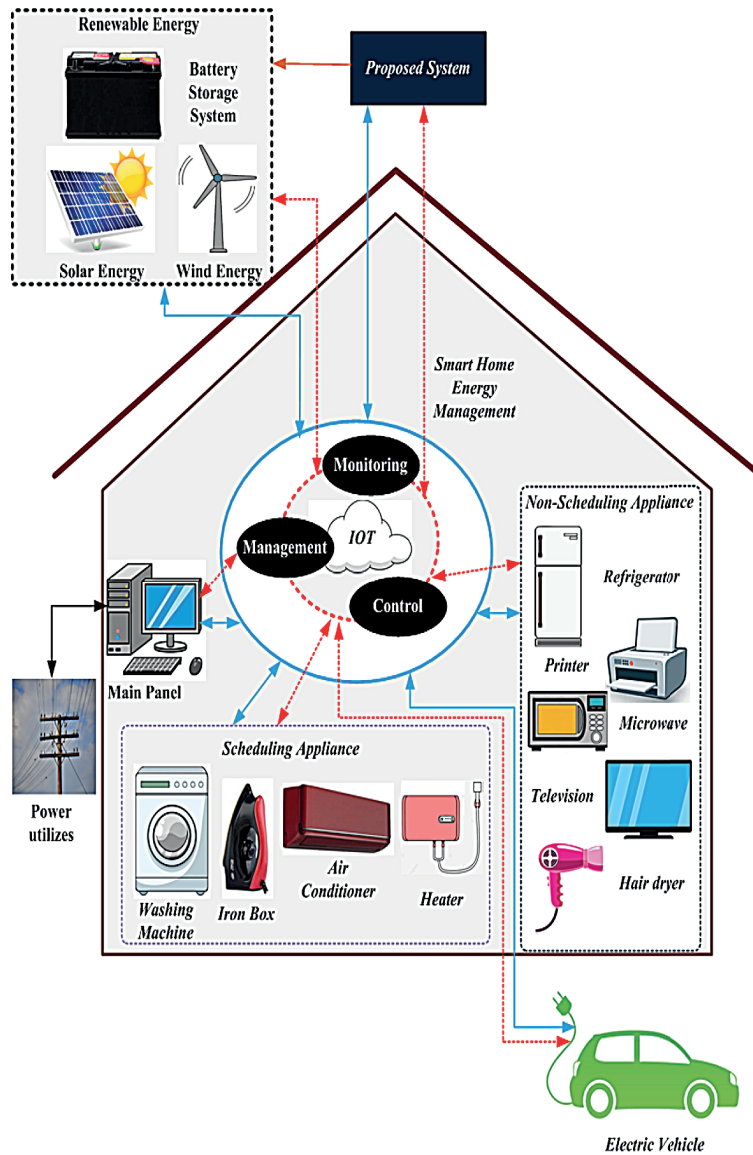 Renewable Energy
Battery
Storage
System
Solar Energy
Wind Energy
Proposed System
Smart Home
Energy
Management
Monitoring
Management
IOT
Control
Main Panel
Power
utilizes
Non-Scheduling Appliance
Refrigerator
Printer
Microwave
Television
Hair dryer
Scheduling Appliance
Washing
Machine
Iron Box
Air
Conditioner
Heater
Electric Vehicle